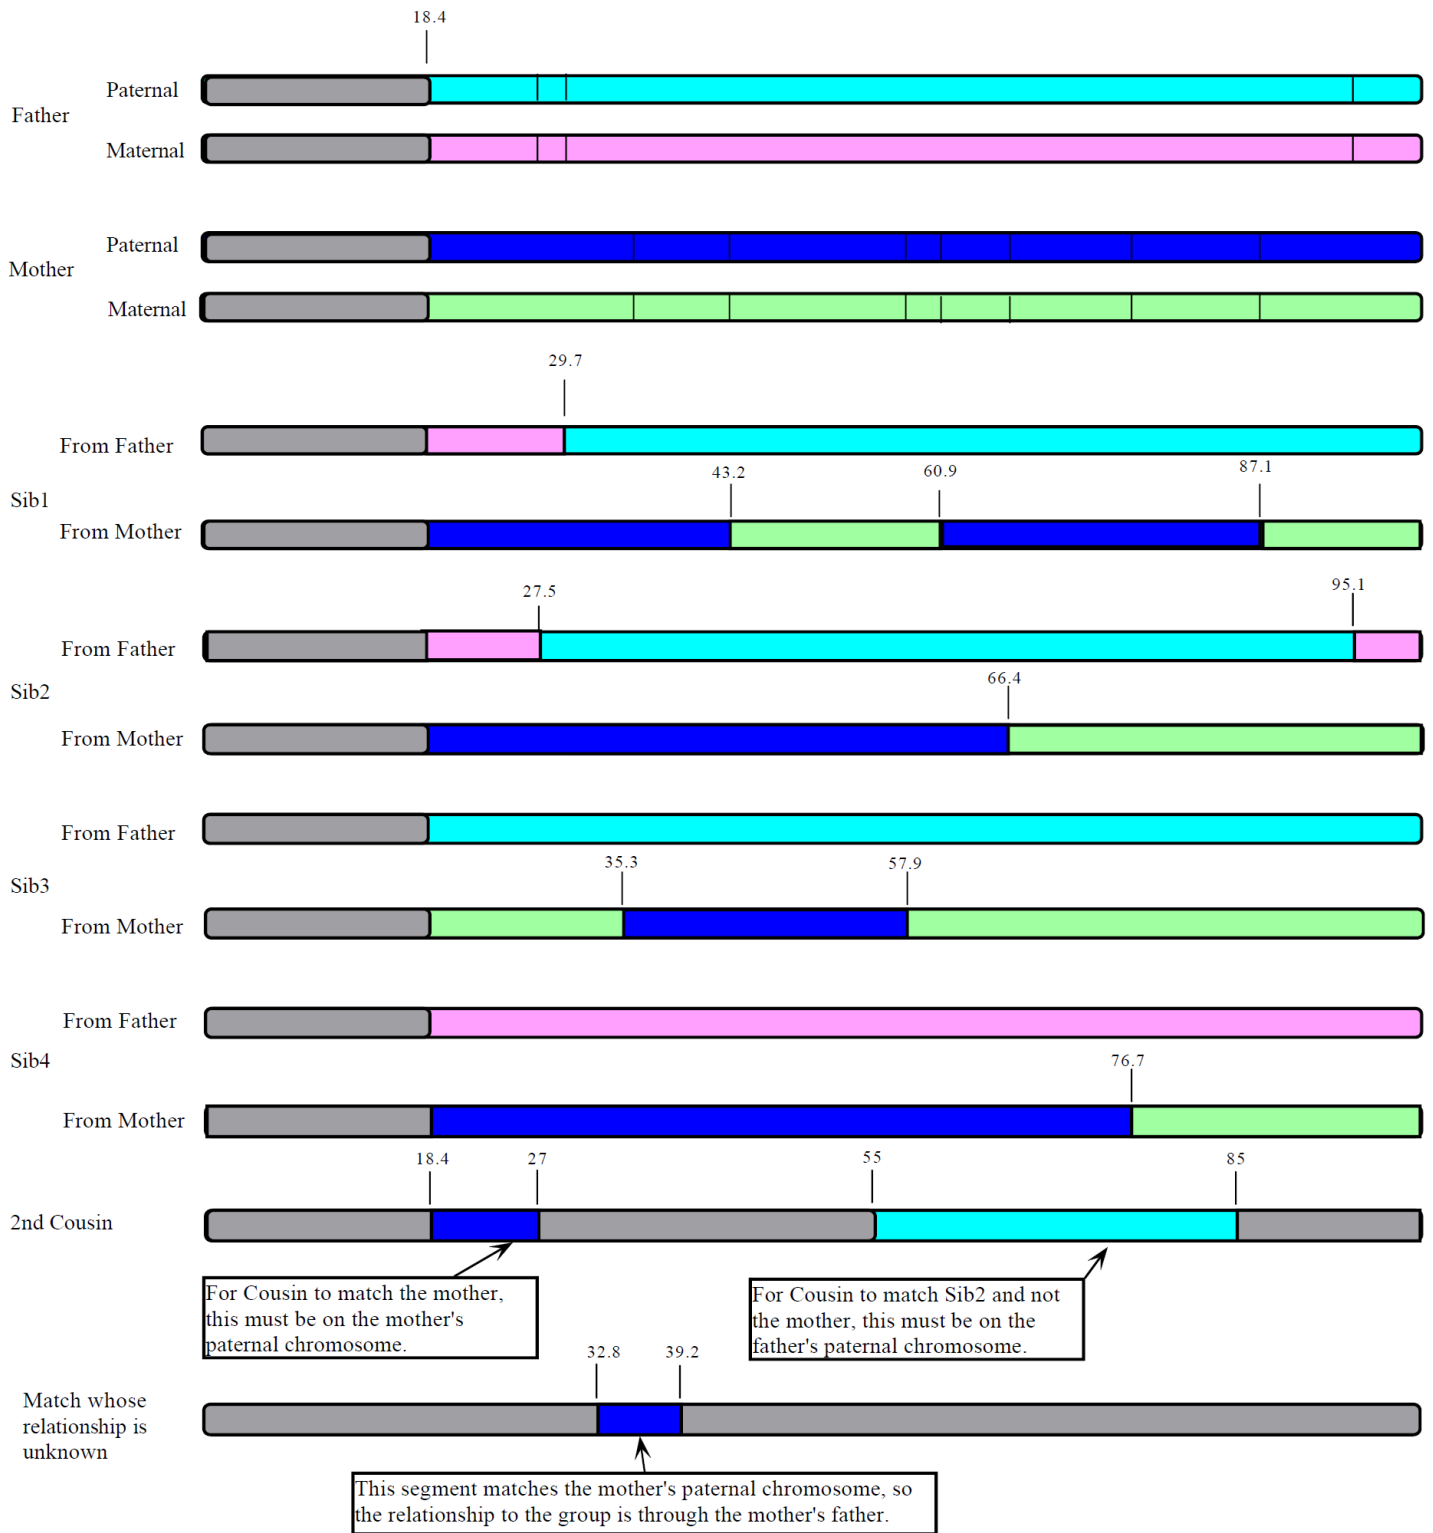 18.4
Paternal
Father
Maternal
Paternal
Mother
Maternal
29.7
From Father
43.2 60.9 87.1
Sib1
From Mother
27.5 95.1
From Father
66.4
Sib2
From Mother
From Father
35.3 57.9
Sib3
From Mother
From Father
Sib4
76.7
From Mother
18.4 27 55 85
2nd Cousin
For Cousin to match the mother,
this must be on the mother's
paternal chromosome.
For Cousin to match Sib2 and not
the mother, this must be on the
father's paternal chromosome.
32.8 39.2
Match whose
relationship is
unknown
This segment matches the mother's paternal chromosome, so
the relationship to the group is through the mother's father.